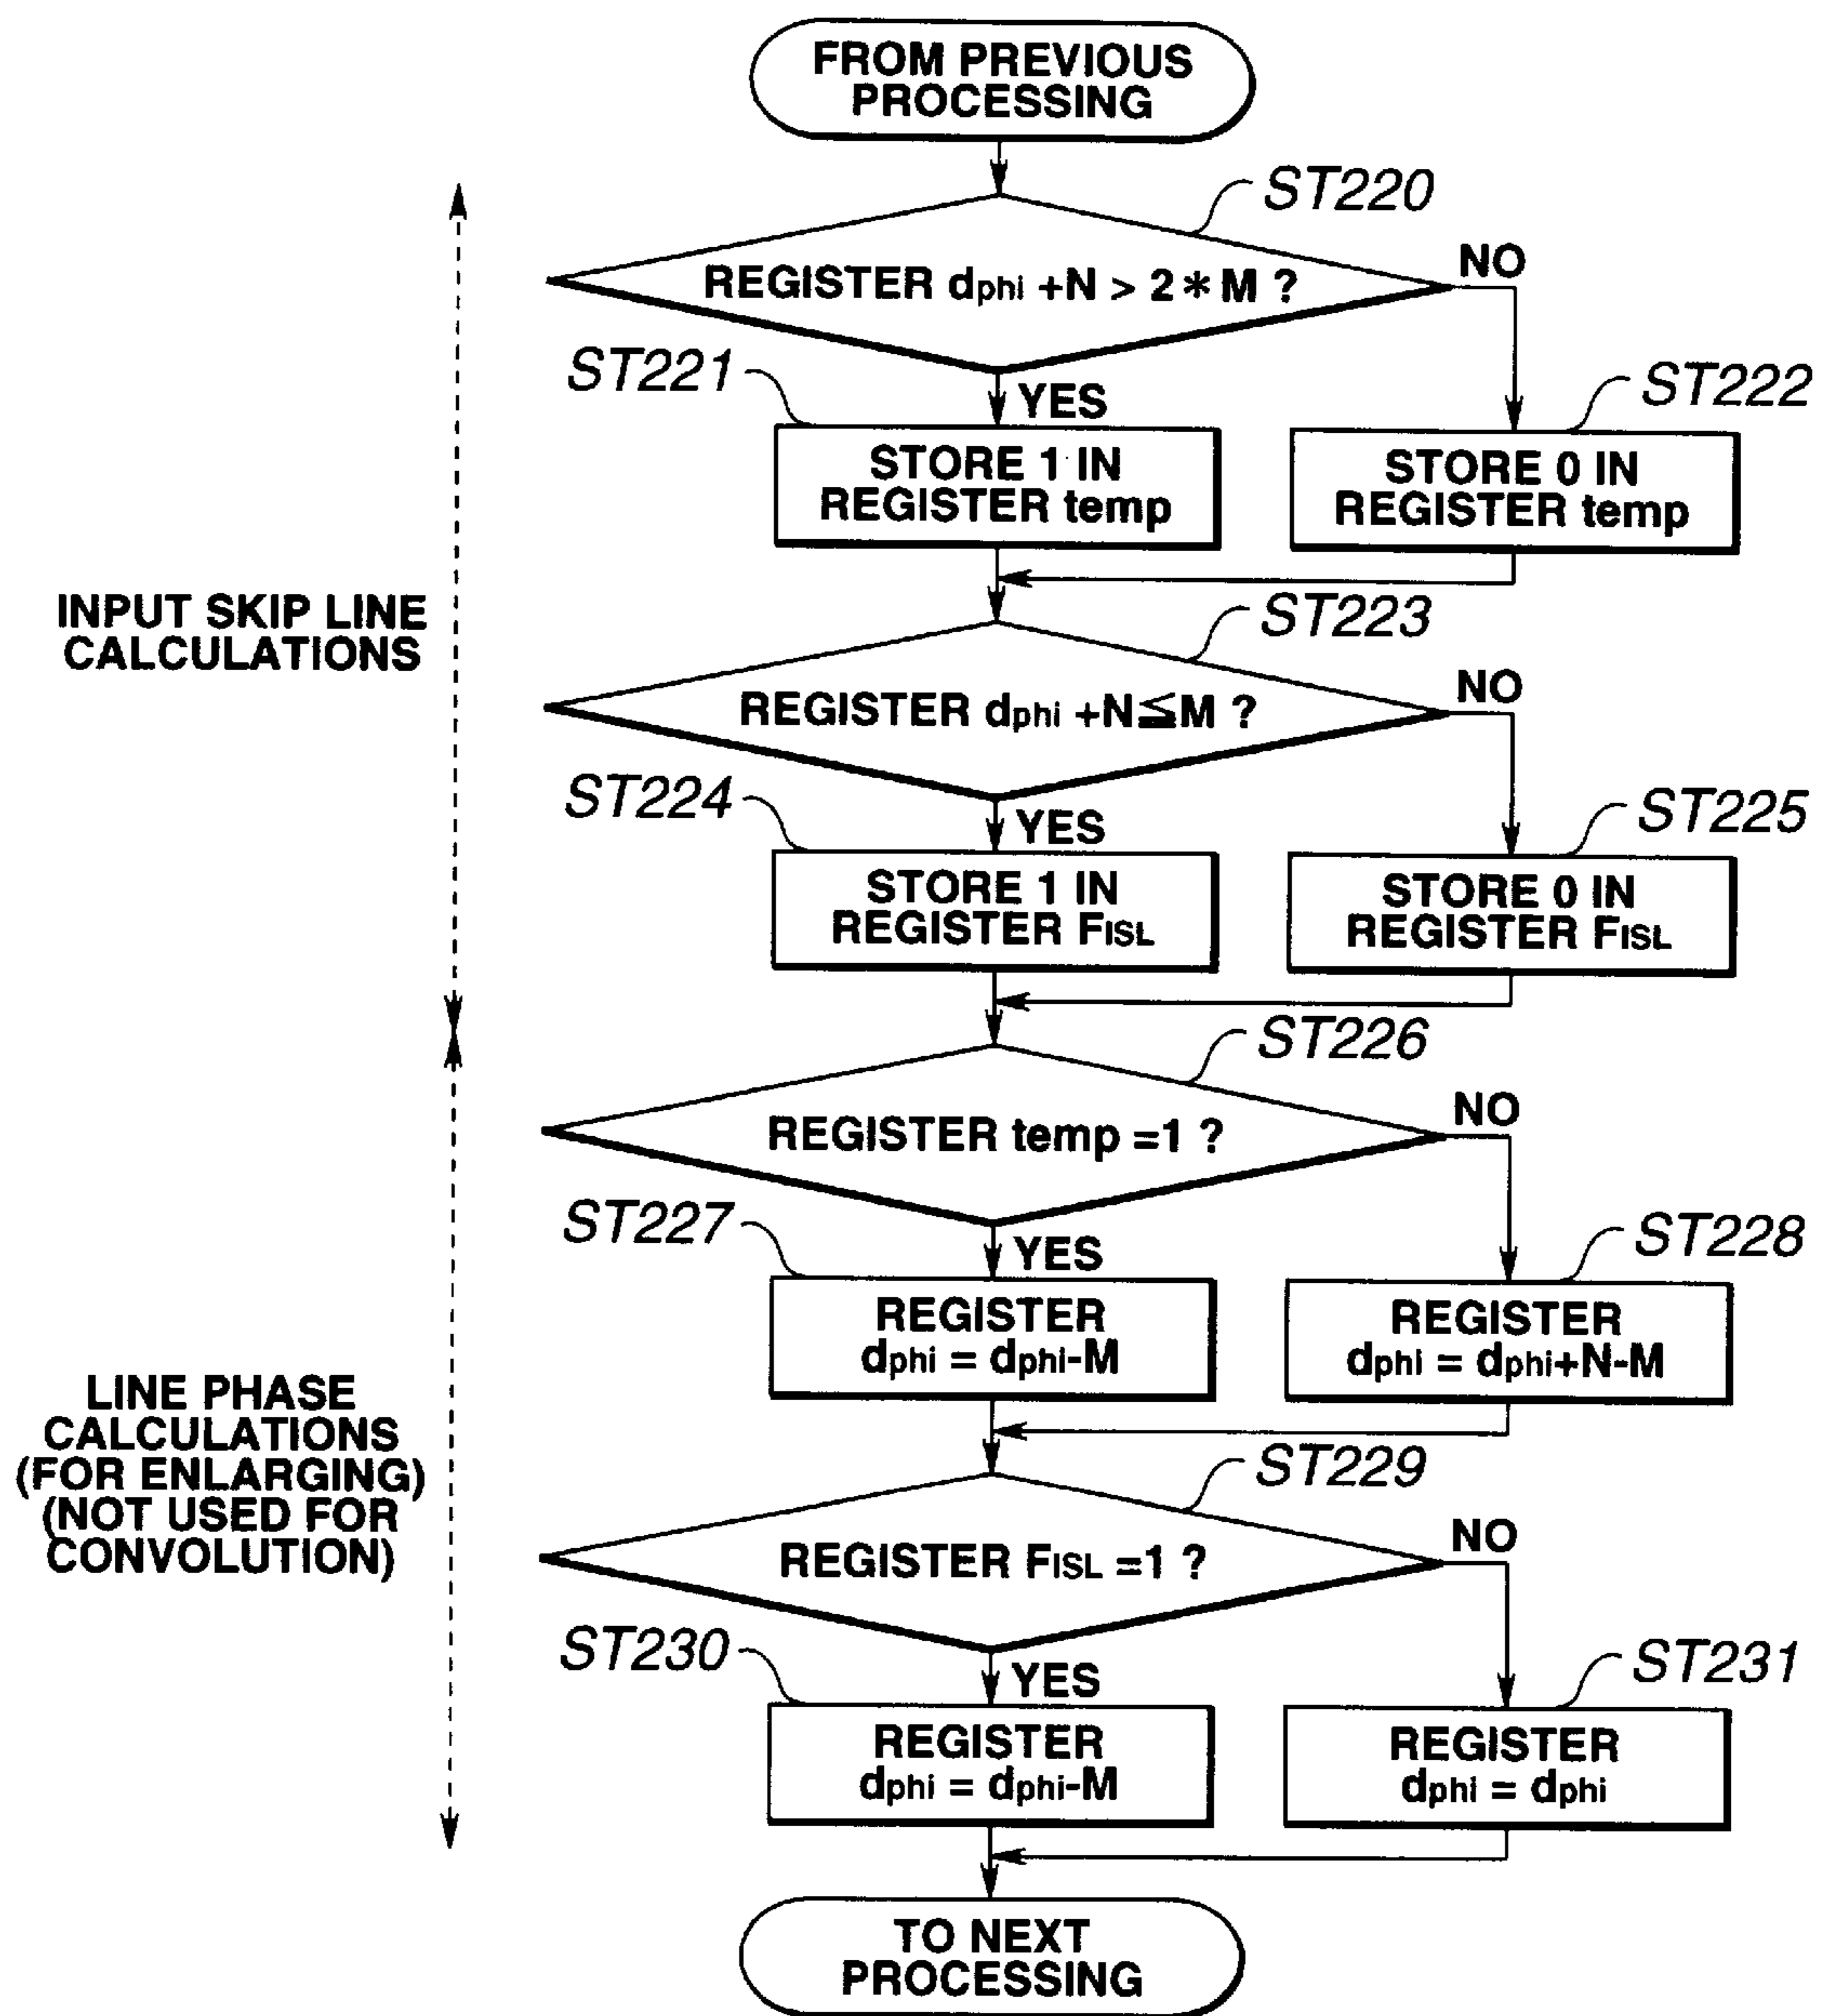 FROM PREVIOUS
PROCESSING
ST220
REGISTER dphi +N > 2*M ?
NO
ST221
YES
ST222
STORE 1 IN
REGISTER temp
STORE 0 IN
REGISTER temp
INPUT SKIP LINE
CALCULATIONS
ST223
REGISTER dphi +N≦M ?
NO
ST224
YES
ST225
STORE 1 IN
REGISTER FISL
STORE 0 IN
REGISTER FISL
ST226
REGISTER temp =1 ?
NO
ST227
YES
ST228
REGISTER
dphi = dphi-M
REGISTER
dphi = dphi+N-M
LINE PHASE
CALCULATIONS
(FOR ENLARGING)
(NOT USED FOR
CONVOLUTION)
ST229
REGISTER FISL =1 ?
NO
ST230
YES
ST231
REGISTER
dphi = dphi-M
REGISTER
dphi = dphi
TO NEXT
PROCESSING